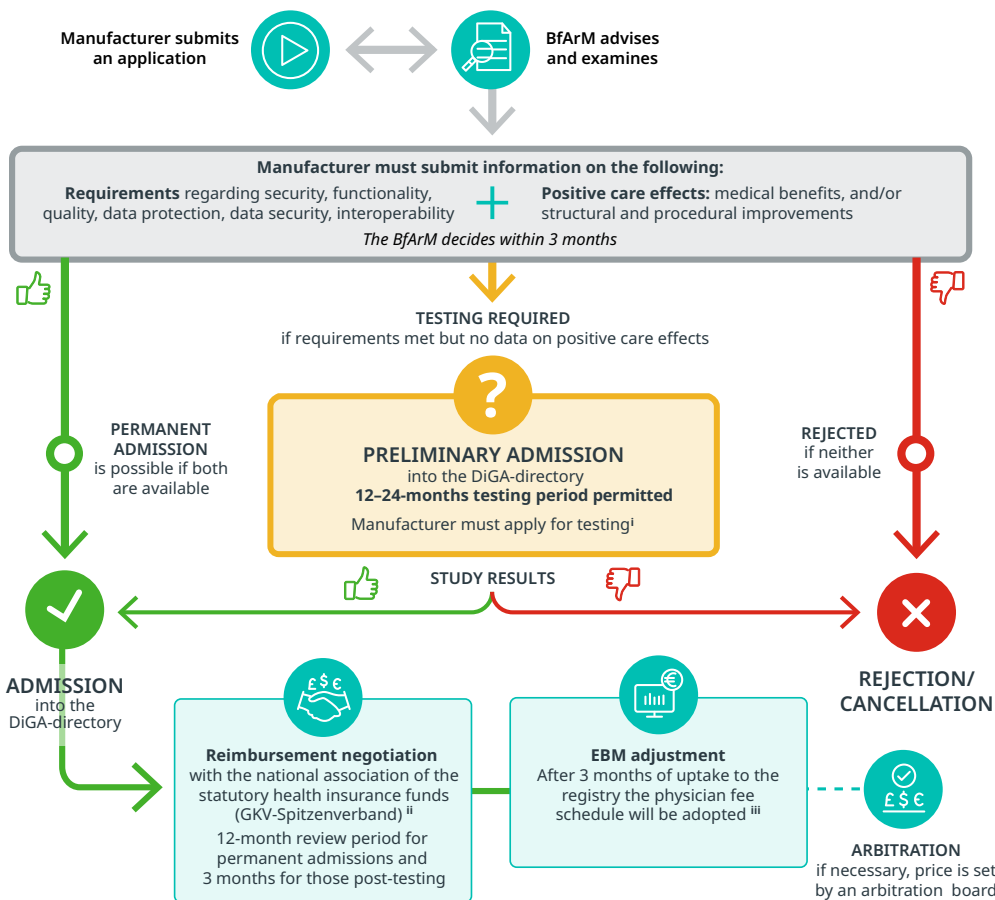 Manufacturer submits
an application
BfArM advises
and examines
Manufacturer must submit information on the following:
Requirements regarding security, functionality,
quality, data protection, data security, interoperability
+
Positive care effects: medical benefits, and/or
structural and procedural improvements
The BfArM decides within 3 months
TESTING REQUIRED
if requirements met but no data on positive care effects
?
PERMANENT
ADMISSION
is possible if both
are available
PRELIMINARY ADMISSION
into the DiGA-directory
12–24-months testing period permitted
Manufacturer must apply for testing i
REJECTED
if neither
is available
STUDY RESULTS
ADMISSION
into the
DiGA-directory
REJECTION/
CANCELLATION
£ $ €
Reimbursement negotiation
with the national association of the
statutory health insurance funds
(GKV-Spitzenverband) ii
12-month review period for
permanent admissions and
3 months for those post-testing
€
EBM adjustment
After 3 months of uptake to the
registry the physician fee
schedule will be adopted iii
£ $ €
ARBITRATION
if necessary, price is set
by an arbitration board